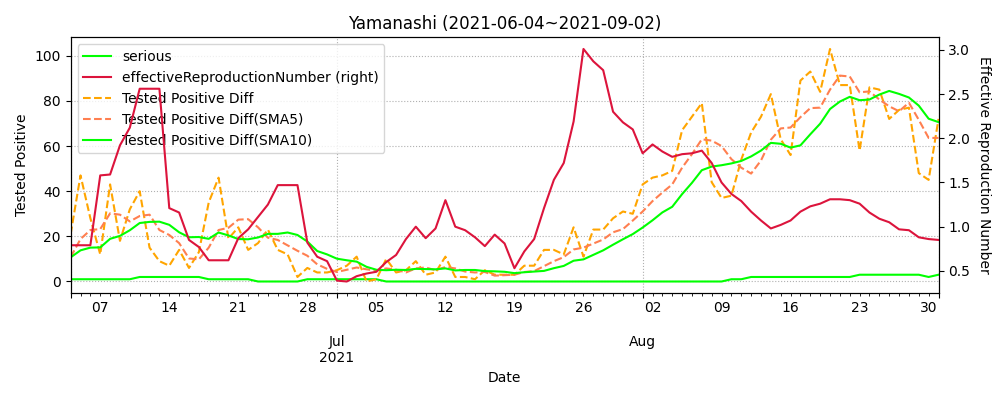 Yamanashi (2021-06-04~2021-09-02)
serious
effectiveReproductionNumber (right)
Tested Positive Diff
Tested Positive Diff(SMA5)
Tested Positive Diff(SMA10)
Tested Positive
100
80
60
40
20
0
3.0
2.5
2.0
1.5
1.0
0.5
Effective Reproduction Number
07 14 21 28 05 12 19 26 02 09 16 23 30
Jul Aug
2021
Date